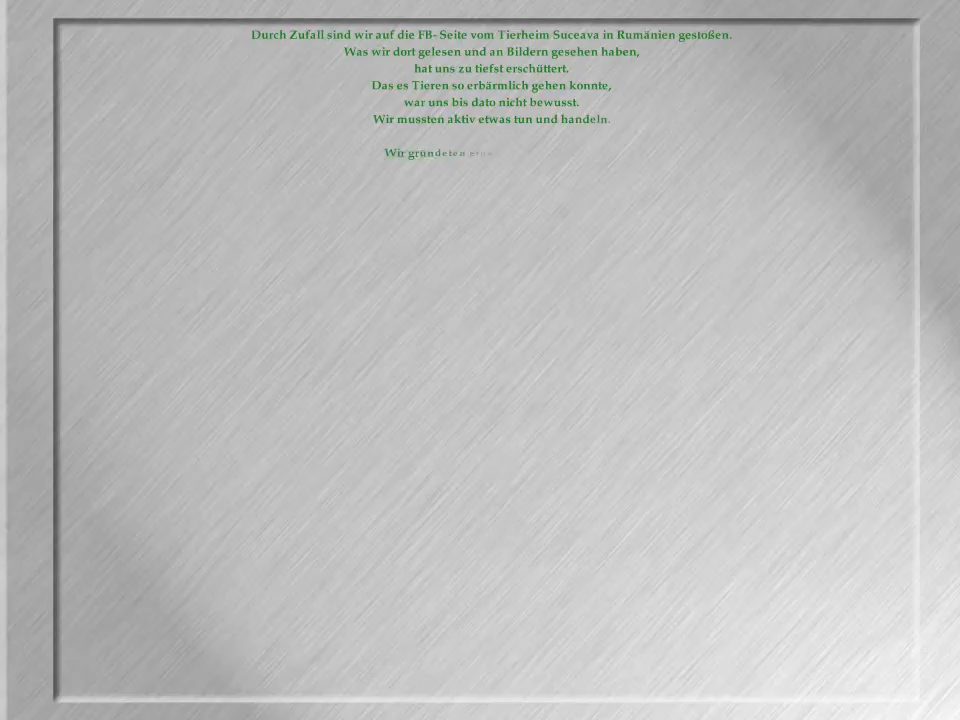 Durch Zufall sind wir auf die FB- Seite vom Tierheim Suceava in Rumänien gestoßen.
Was wir dort gelesen und an Bildern gesehen haben,
hat uns zu tiefst erschüttert.
Das es Tieren so erbärmlich gehen konnte,
war uns bis dato nicht bewusst.
Wir mussten aktiv etwas tun und handeln.
Wir gründeten